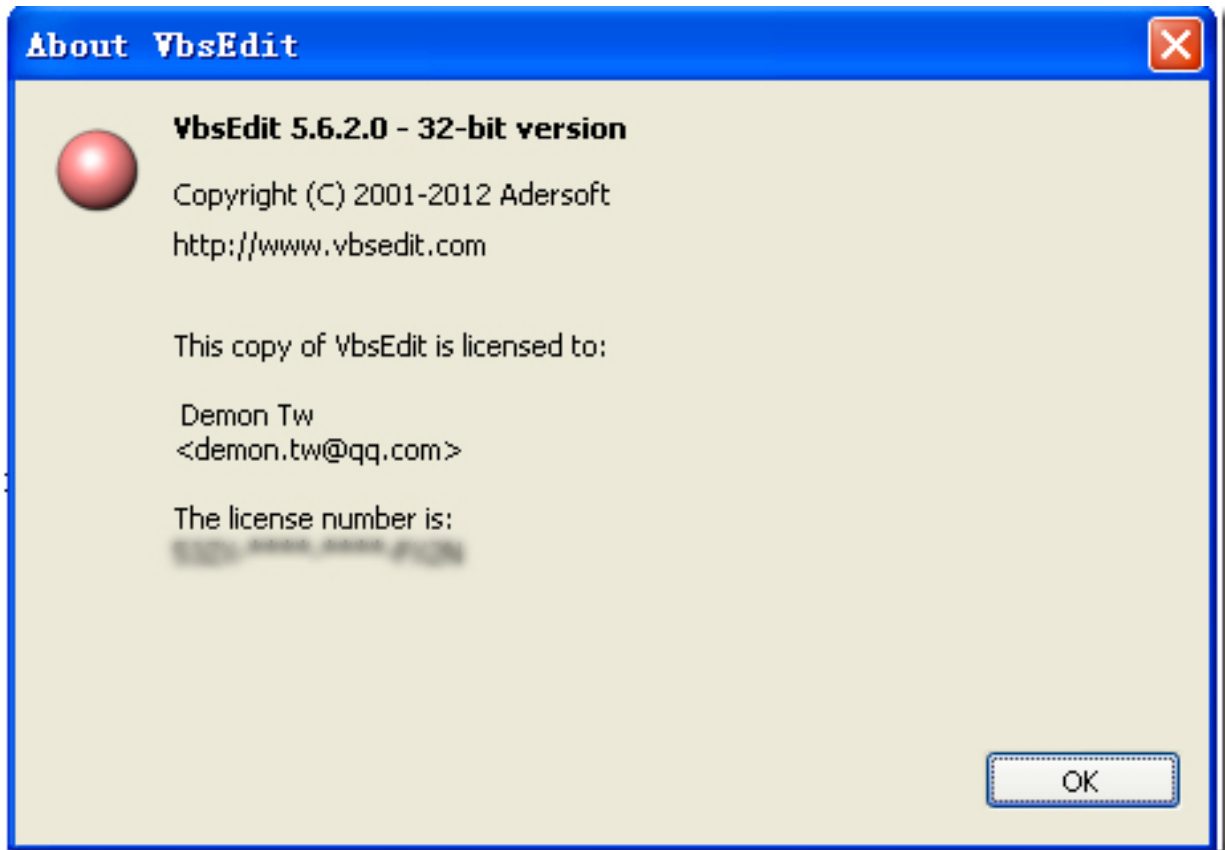 About VbsEdit
VbsEdit 5.6.2.0 - 32-bit version
Copyright (C) 2001-2012 Adersoft
http://www.vbsedit.com
This copy of VbsEdit is licensed to:
Demon Tw
<demon.tw@qq.com>
The license number is:
OK